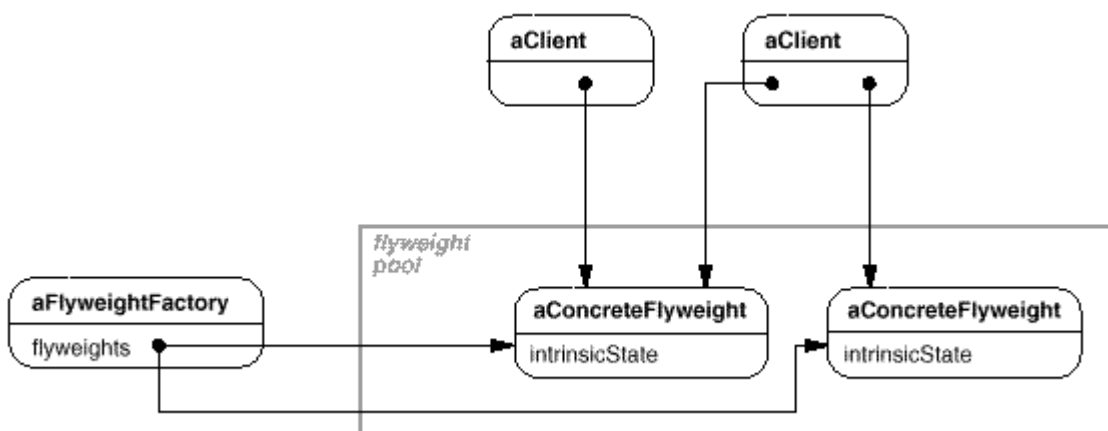 aClient
aClient
flyweight
pool
aFlyweightFactory
flyweights
aConcreteFlyweight
intrinsicState
aConcreteFlyweight
intrinsicState